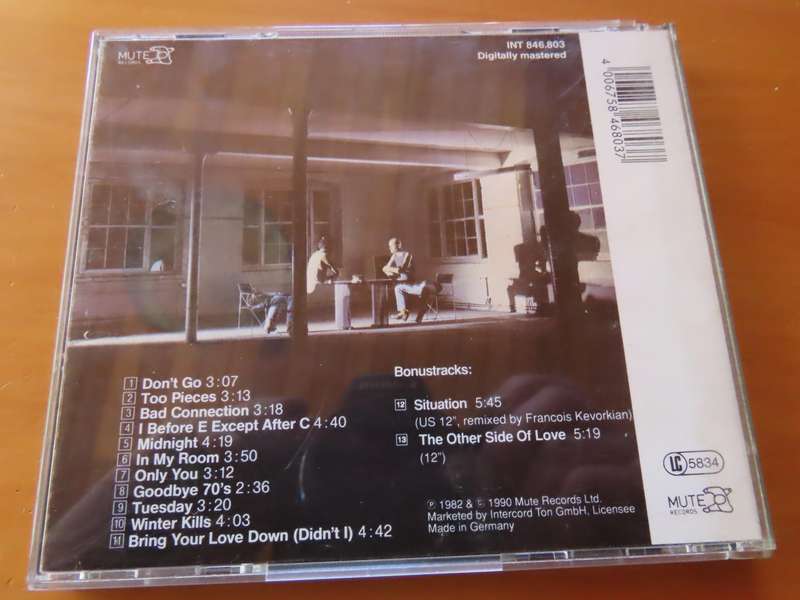 MUTE
RECORDS
INT 846.803
Digitally mastered
4 006758 468037
1 Don't Go 3:07
2 Too Pieces 3:13
3 Bad Connection 3:18
4 I Before E Except After C 4:40
5 Midnight 4:19
6 In My Room 3:50
7 Only You 3:12
8 Goodbye 70's 2:36
9 Tuesday 3:20
10 Winter Kills 4:03
11 Bring Your Love Down (Didn't I) 4:42
Bonustracks:
12 Situation 5:45
(US 12", remixed by Francois Kevorkian)
13 The Other Side Of Love 5:19
(12")
℗ 1982 & © 1990 Mute Records Ltd.
Marketed by Intercord Ton GmbH, Licensee
Made in Germany
LC 5834
MUTE
RECORDS